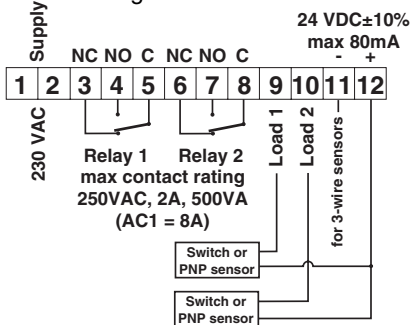 Supply
24 VDC±10%
max 80mA
NC NO C NC NO C - +
1 2 3 4 5 6 7 8 9 10 11 12
230 VAC
Relay 1 Relay 2
max contact rating
250VAC, 2A, 500VA
(AC1 = 8A)
Load 1
Load 2
for 3-wire sensors
Switch or
PNP sensor
Switch or
PNP sensor